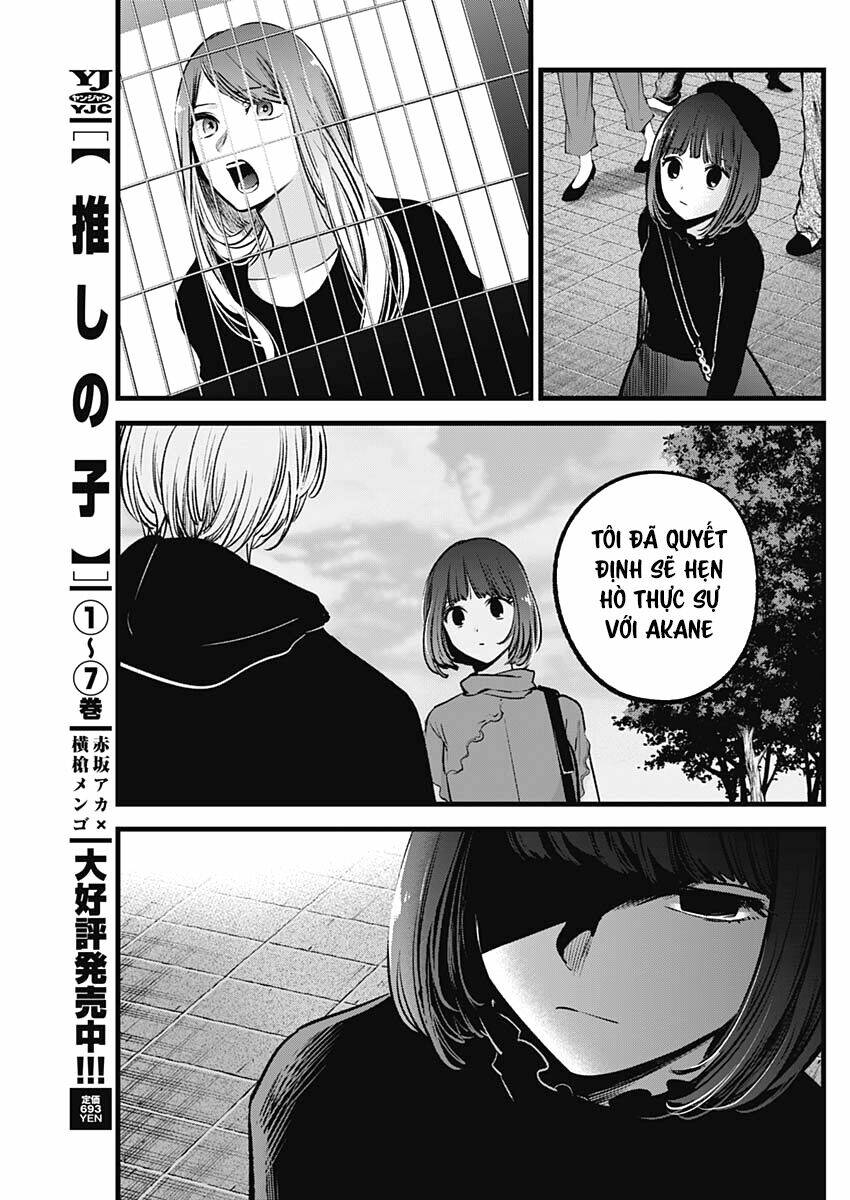 YJ
ヤンジャン
YJC
［【推しの子】］
①〜⑦巻
赤坂アカ×
横槍メンゴ
大好評発売中!!!
定価
693
YEN
TÔI ĐÃ QUYẾT
ĐỊNH SẼ HẸN
HÒ THỰC SỰ
VỚI AKANE